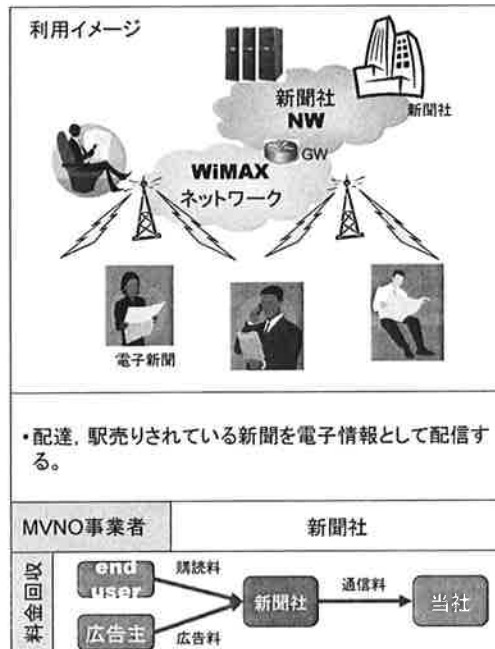 利用イメージ
新聞社
NW
新聞社
GW
WiMAX
ネットワーク
電子新聞
・配達，駅売りされている新聞を電子情報として配信す
る。
MVNO事業者
新聞社
料金回収
end
user
購読料
新聞社
通信料
当社
広告主
広告料